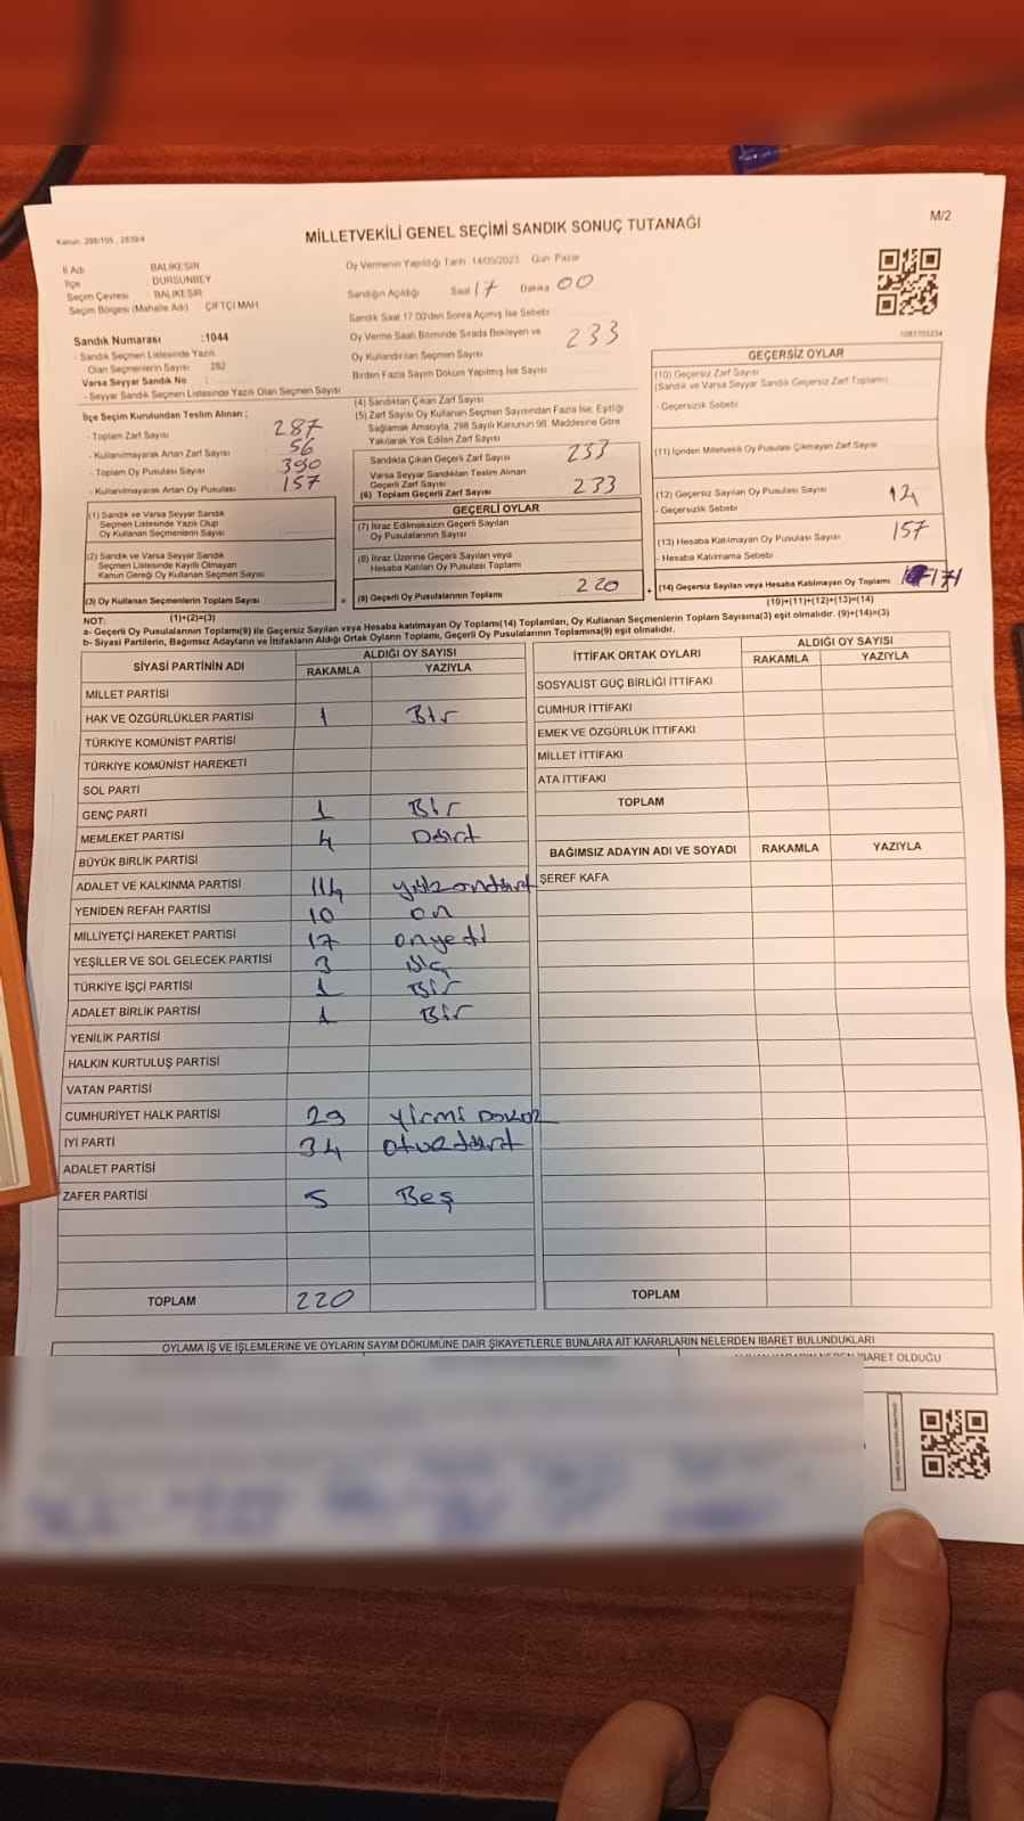 MİLLETVEKİLİ GENEL SEÇİMİ SANDIK SONUÇ TUTANAĞI
M/2
İl Adı BALIKESİR
İlçe DURSUNBEY
Seçim Çevresi : BALIKESİR
Seçim Bölgesi (Mahalle Adı) ÇİFTÇİ MAH
Sandık Numarası :1044
- Sandık Seçmen Listesinde Yazılı
Olan Seçmenlerin Sayısı 282
Varsa Seyyar Sandık No
- Seyyar Sandık Seçmen Listesinde Yazılı Olan Seçmen Sayısı
Oy Vermenin Yapıldığı Tarih 14/05/2023 Gün Pazar
Sandığın Açıldığı Saat 17 Dakika 00
Sandık Saat 17:00'den Sonra Açılmış İse Sebebi
Oy Verme Saati Bitiminde Sırada Bekleyen ve
Oy Kullandırılan Seçmen Sayısı
233
Birden Fazla Sayım Döküm Yapılmış İse Sayısı
İlçe Seçim Kurulundan Teslim Alınan :
- Toplam Zarf Sayısı 287
- Kullanılmayarak Artan Zarf Sayısı 56
- Toplam Oy Pusulası Sayısı 390
- Kullanılmayarak Artan Oy Pusulası 157
(1) Sandık ve Varsa Seyyar Sandık
Seçmen Listesinde Yazılı Olup
Oy Kullanan Seçmenlerin Sayısı
(2) Sandık ve Varsa Seyyar Sandık
Seçmen Listesinde Kayıtlı Olmayan
Kanun Gereği Oy Kullanan Seçmen Sayısı
(3) Oy Kullanan Seçmenlerin Toplam Sayısı
(4) Sandıktan Çıkan Zarf Sayısı
(5) Zarf Sayısı Oy Kullanan Seçmen Sayısından Fazla İse, Eşitliği
Sağlamak Amacıyla, 298 Sayılı Kanunun 98. Maddesine Göre
Yakılarak Yok Edilen Zarf Sayısı
Sandıkta Çıkan Geçerli Zarf Sayısı 233
Varsa Seyyar Sandıktan Teslim Alınan
Geçerli Zarf Sayısı
(6) Toplam Geçerli Zarf Sayısı 233
GEÇERLİ OYLAR
(7) İtiraz Edilmeksizin Geçerli Sayılan
Oy Pusulalarının Sayısı
(8) İtiraz Üzerine Geçerli Sayılan veya
Hesaba Katılan Oy Pusulası Toplamı
= (9) Geçerli Oy Pusulalarının Toplamı 220
GEÇERSİZ OYLAR
(10) Geçersiz Zarf Sayısı
(Sandık ve Varsa Seyyar Sandık Geçersiz Zarf Toplamı)
- Geçersizlik Sebebi
(11) İçinden Milletvekili Oy Pusulası Çıkmayan Zarf Sayısı
(12) Geçersiz Sayılan Oy Pusulası Sayısı 12
- Geçersizlik Sebebi
(13) Hesaba Katılmayan Oy Pusulası Sayısı 157
- Hesaba Katılmama Sebebi
+ (14) Geçersiz Sayılan veya Hesaba Katılmayan Oy Toplamı 171
NOT: (1)+(2)=(3)
(10)+(11)+(12)+(13)=(14)
a- Geçerli Oy Pusulalarının Toplamı(9) ile Geçersiz Sayılan veya Hesaba katılmayan Oy Toplamı(14) Toplamları, Oy Kullanan Seçmenlerin Toplam Sayısına(3) eşit olmalıdır. (9)+(14)=(3)
b- Siyasi Partilerin, Bağımsız Adayların ve İttifakların Aldığı Ortak Oyların Toplamı, Geçerli Oy Pusulalarının Toplamına(9) eşit olmalıdır.
SİYASİ PARTİNİN ADI
ALDIĞI OY SAYISI
RAKAMLA YAZIYLA
MİLLET PARTİSİ
HAK VE ÖZGÜRLÜKLER PARTİSİ 1 Bir
TÜRKİYE KOMÜNİST PARTİSİ
TÜRKİYE KOMÜNİST HAREKETİ
SOL PARTİ
GENÇ PARTİ 1 Bir
MEMLEKET PARTİSİ 4 Dört
BÜYÜK BİRLİK PARTİSİ
ADALET VE KALKINMA PARTİSİ 114 yüzondört
YENİDEN REFAH PARTİSİ 10 on
MİLLİYETÇİ HAREKET PARTİSİ 17 onyedi
YEŞİLLER VE SOL GELECEK PARTİSİ 3 üç
TÜRKİYE İŞÇİ PARTİSİ 1 Bir
ADALET BİRLİK PARTİSİ 1 Bir
YENİLİK PARTİSİ
HALKIN KURTULUŞ PARTİSİ
VATAN PARTİSİ
CUMHURİYET HALK PARTİSİ 29 Yirmi Dokuz
İYİ PARTİ 34 otuzdört
ADALET PARTİSİ
ZAFER PARTİSİ 5 Beş
TOPLAM 220
İTTİFAK ORTAK OYLARI
ALDIĞI OY SAYISI
RAKAMLA YAZIYLA
SOSYALİST GÜÇ BİRLİĞİ İTTİFAKI
CUMHUR İTTİFAKI
EMEK VE ÖZGÜRLÜK İTTİFAKI
MİLLET İTTİFAKI
ATA İTTİFAKI
TOPLAM
BAĞIMSIZ ADAYIN ADI VE SOYADI RAKAMLA YAZIYLA
ŞEREF KAFA
TOPLAM
OYLAMA İŞ VE İŞLEMLERİNE VE OYLARIN SAYIM DÖKÜMÜNE DAİR ŞİKAYETLERLE BUNLARA AİT KARARLARIN NELERDEN İBARET BULUNDUKLARI
İBARET OLDUĞU